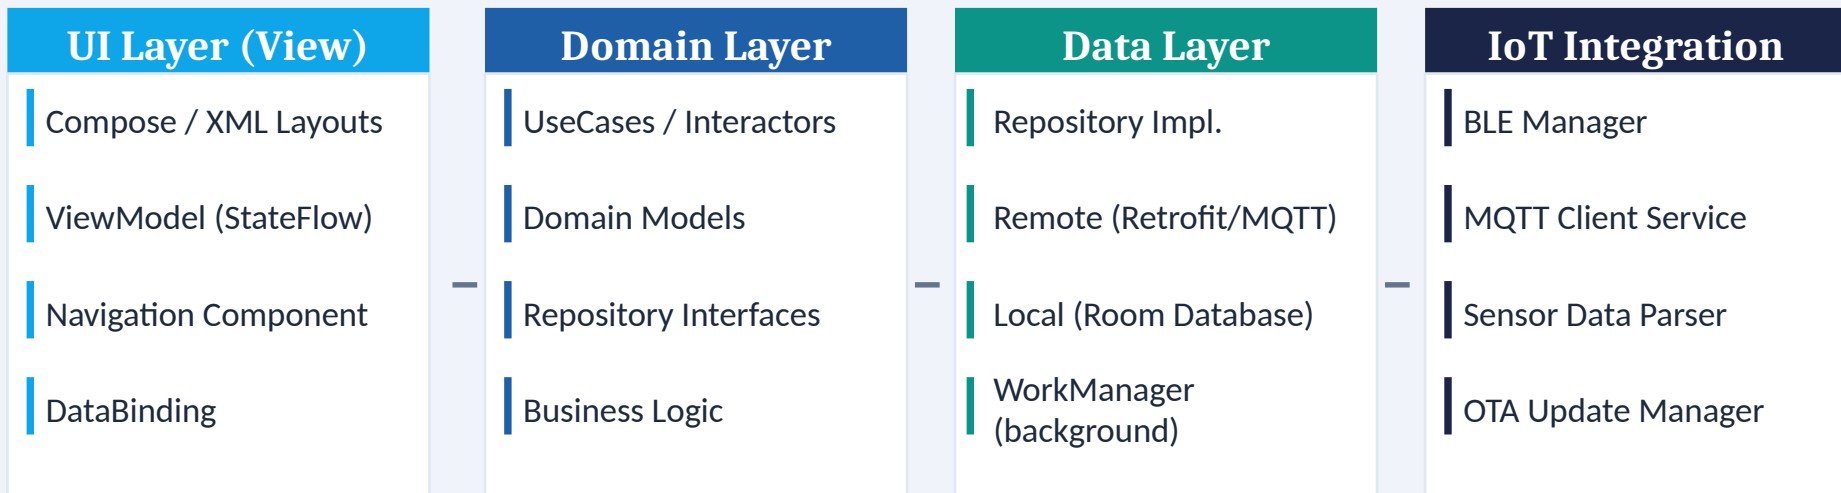 UI Layer (View)
Compose / XML Layouts
ViewModel (StateFlow)
Navigation Component
DataBinding
Domain Layer
UseCases / Interactors
Domain Models
Repository Interfaces
Business Logic
Data Layer
Repository Impl.
Remote (Retrofit/MQTT)
Local (Room Database)
WorkManager
(background)
IoT Integration
BLE Manager
MQTT Client Service
Sensor Data Parser
OTA Update Manager